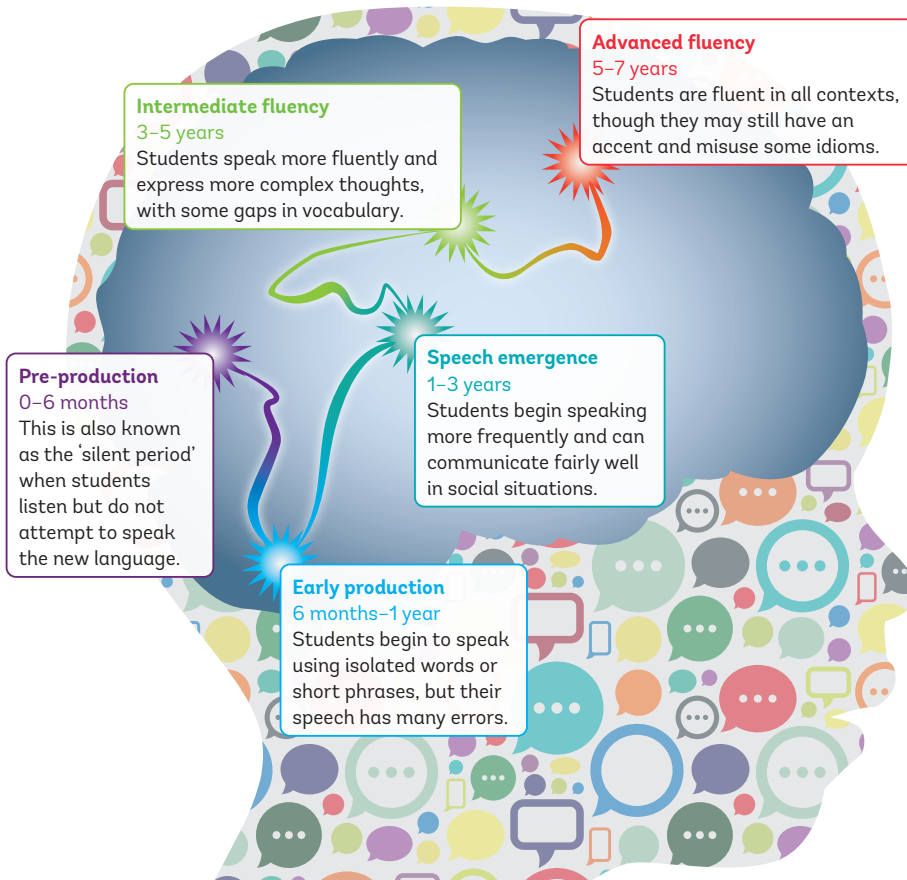 Pre-production
0–6 months
This is also known
as the ‘silent period’
when students
listen but do not
attempt to speak
the new language.
Early production
6 months–1 year
Students begin to speak
using isolated words or
short phrases, but their
speech has many errors.
Speech emergence
1–3 years
Students begin speaking
more frequently and can
communicate fairly well
in social situations.
Intermediate fluency
3–5 years
Students speak more fluently and
express more complex thoughts,
with some gaps in vocabulary.
Advanced fluency
5–7 years
Students are fluent in all contexts,
though they may still have an
accent and misuse some idioms.